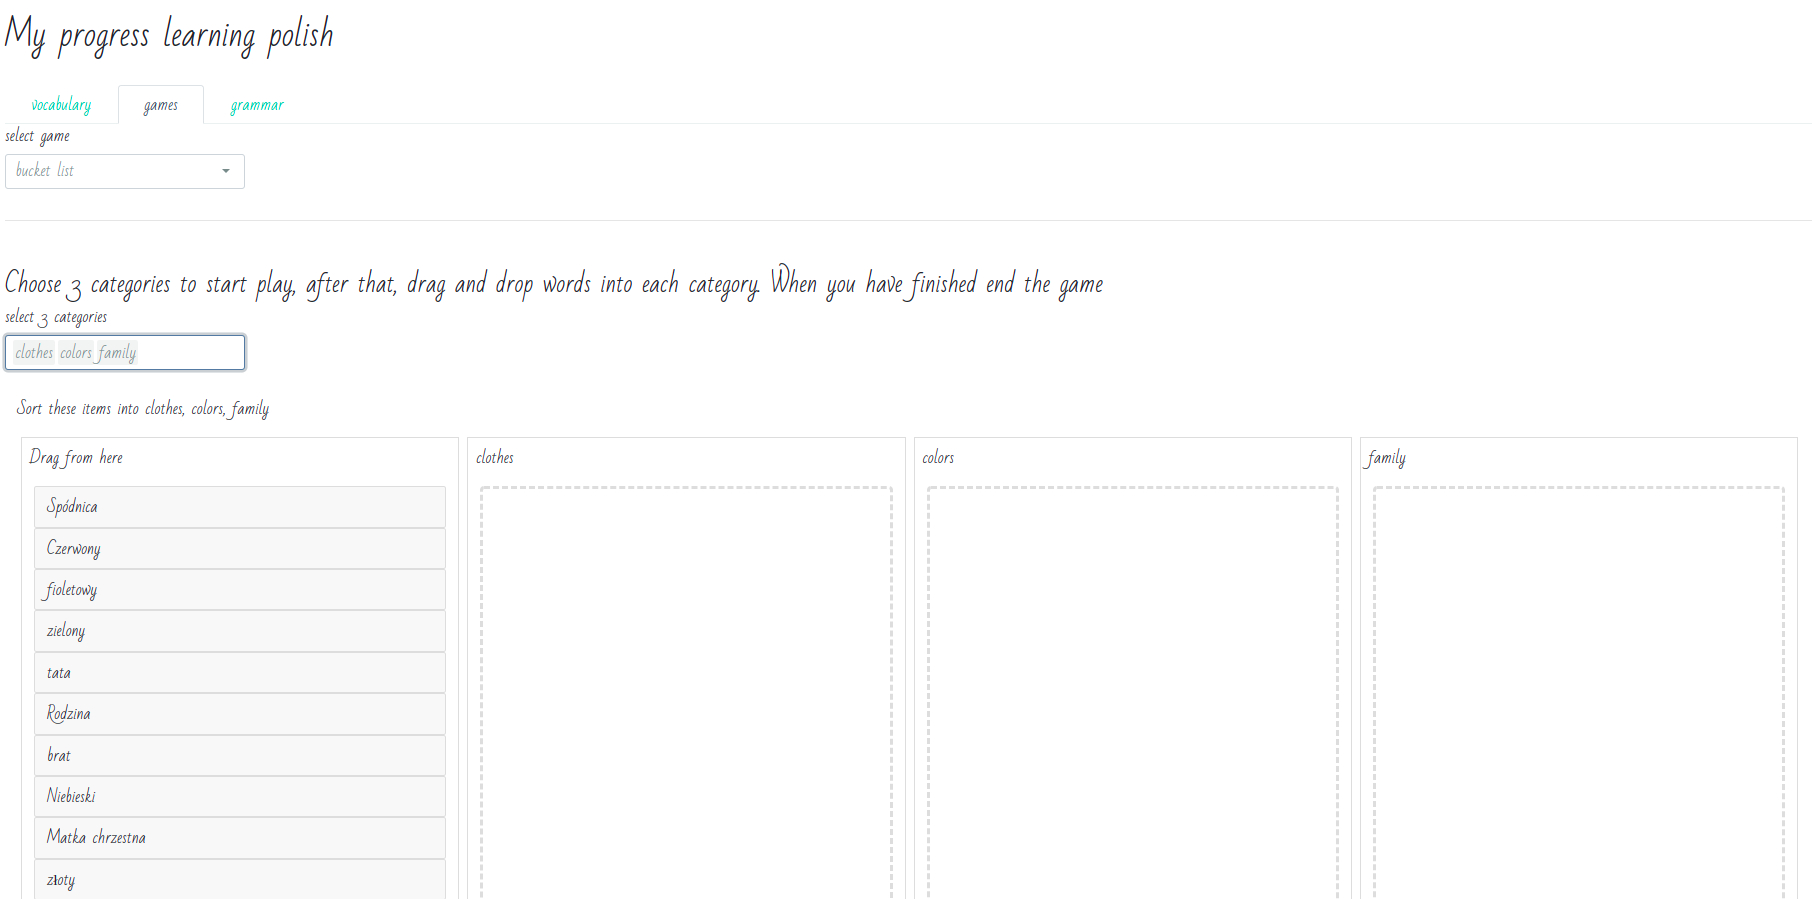 My progress learning polish
vocabulary games grammar
select game
bucket list
Choose 3 categories to start play, after that, drag and drop words into each category. When you have finished end the game
select 3 categories
clothes colors family
Sort these items into clothes, colors, family
Drag from here
Spódnica
Czerwony
fioletowy
zielony
tata
Rodzina
brat
Niebieski
Matka chrzestna
złoty
clothes
colors
family